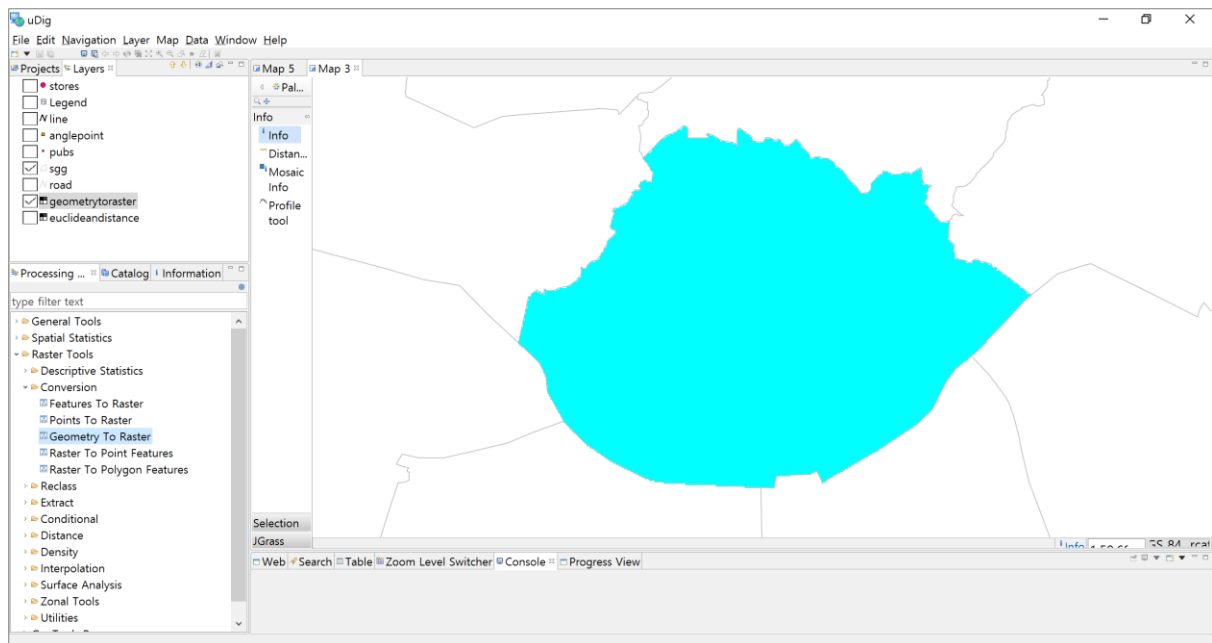 uDig
File Edit Navigation Layer Map Data Window Help
Projects Layers
stores
Legend
line
anglepoint
pubs
sgg
road
geometrytoraster
euclideandistance
Processing ... Catalog Information
type filter text
General Tools
Spatial Statistics
Raster Tools
Descriptive Statistics
Conversion
Features To Raster
Points To Raster
Geometry To Raster
Raster To Point Features
Raster To Polygon Features
Reclass
Extract
Conditional
Distance
Density
Interpolation
Surface Analysis
Zonal Tools
Utilities
Map 5 Map 3
Pal...
Info
Info
Distan...
Mosaic
Info
Profile
tool
Selection
JGrass
Info
Web Search Table Zoom Level Switcher Console Progress View